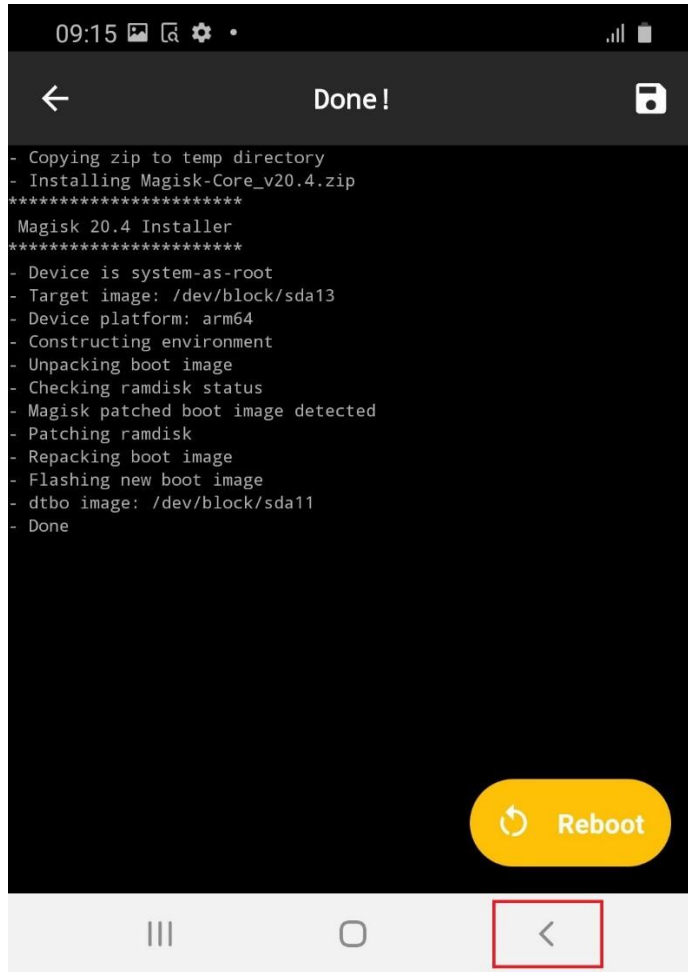 09:15
Done!
- Copying zip to temp directory
- Installing Magisk-Core_v20.4.zip
************************
Magisk 20.4 Installer
************************
- Device is system-as-root
- Target image: /dev/block/sda13
- Device platform: arm64
- Constructing environment
- Unpacking boot image
- Checking ramdisk status
- Magisk patched boot image detected
- Patching ramdisk
- Repacking boot image
- Flashing new boot image
- dtbo image: /dev/block/sda11
- Done
Reboot